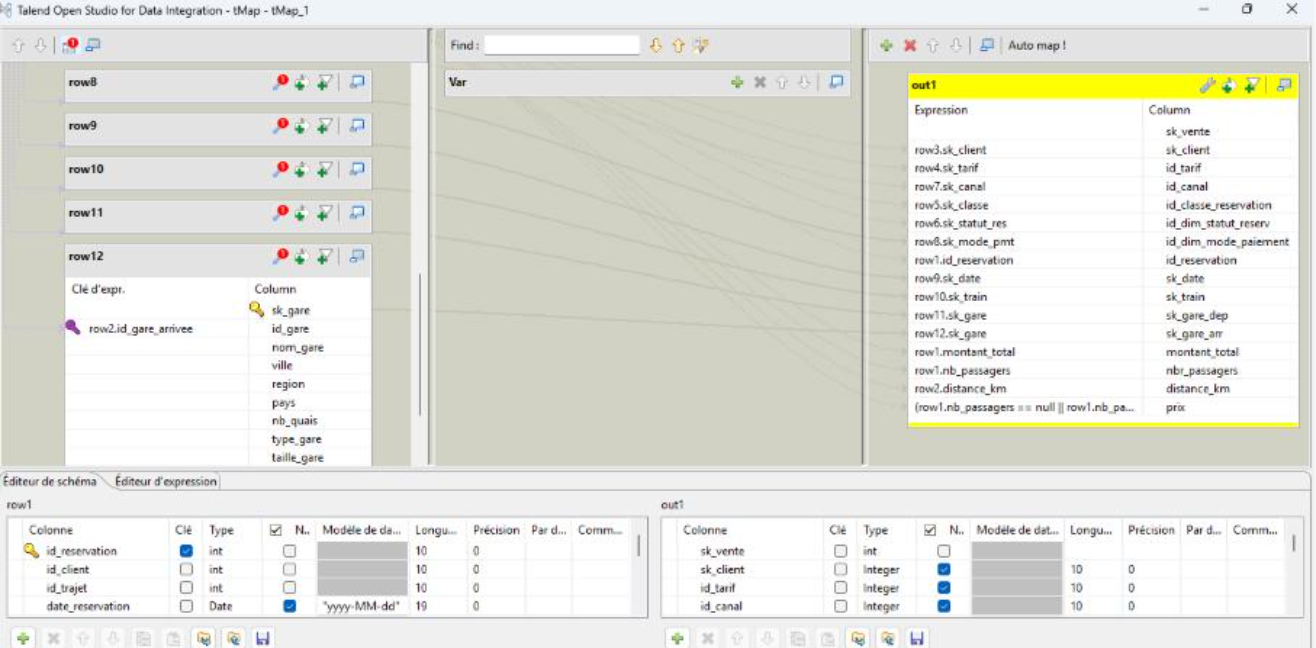 Talend Open Studio for Data Integration - tMap - tMap_1
Find :
Auto map !
row8
row9
row10
row11
row12
Clé d'expr. Column
sk_gare
row2.id_gare_arrivee id_gare
nom_gare
ville
region
pays
nb_quais
type_gare
taille_gare
Var
out1
Expression Column
sk_vente
row3.sk_client sk_client
row4.sk_tarif id_tarif
row7.sk_canal id_canal
row5.sk_classe id_classe_reservation
row6.sk_statut_res id_dim_statut_reserv
row8.sk_mode_pmt id_dim_mode_paiement
row1.id_reservation id_reservation
row9.sk_date sk_date
row10.sk_train sk_train
row11.sk_gare sk_gare_dep
row12.sk_gare sk_gare_arr
row1.montant_total montant_total
row1.nb_passagers nbr_passagers
row2.distance_km distance_km
(row1.nb_passagers == null || row1.nb_pa... prix
Éditeur de schéma Éditeur d'expression
row1
Colonne Clé Type N.. Modèle de da... Longu... Précision Par d... Comm...
id_reservation int 10 0
id_client int 10 0
id_trajet int 10 0
date_reservation Date "yyyy-MM-dd" 19 0
out1
Colonne Clé Type N.. Modèle de dat... Longu... Précision Par d... Comm...
sk_vente int
sk_client Integer 10 0
id_tarif Integer 10 0
id_canal Integer 10 0